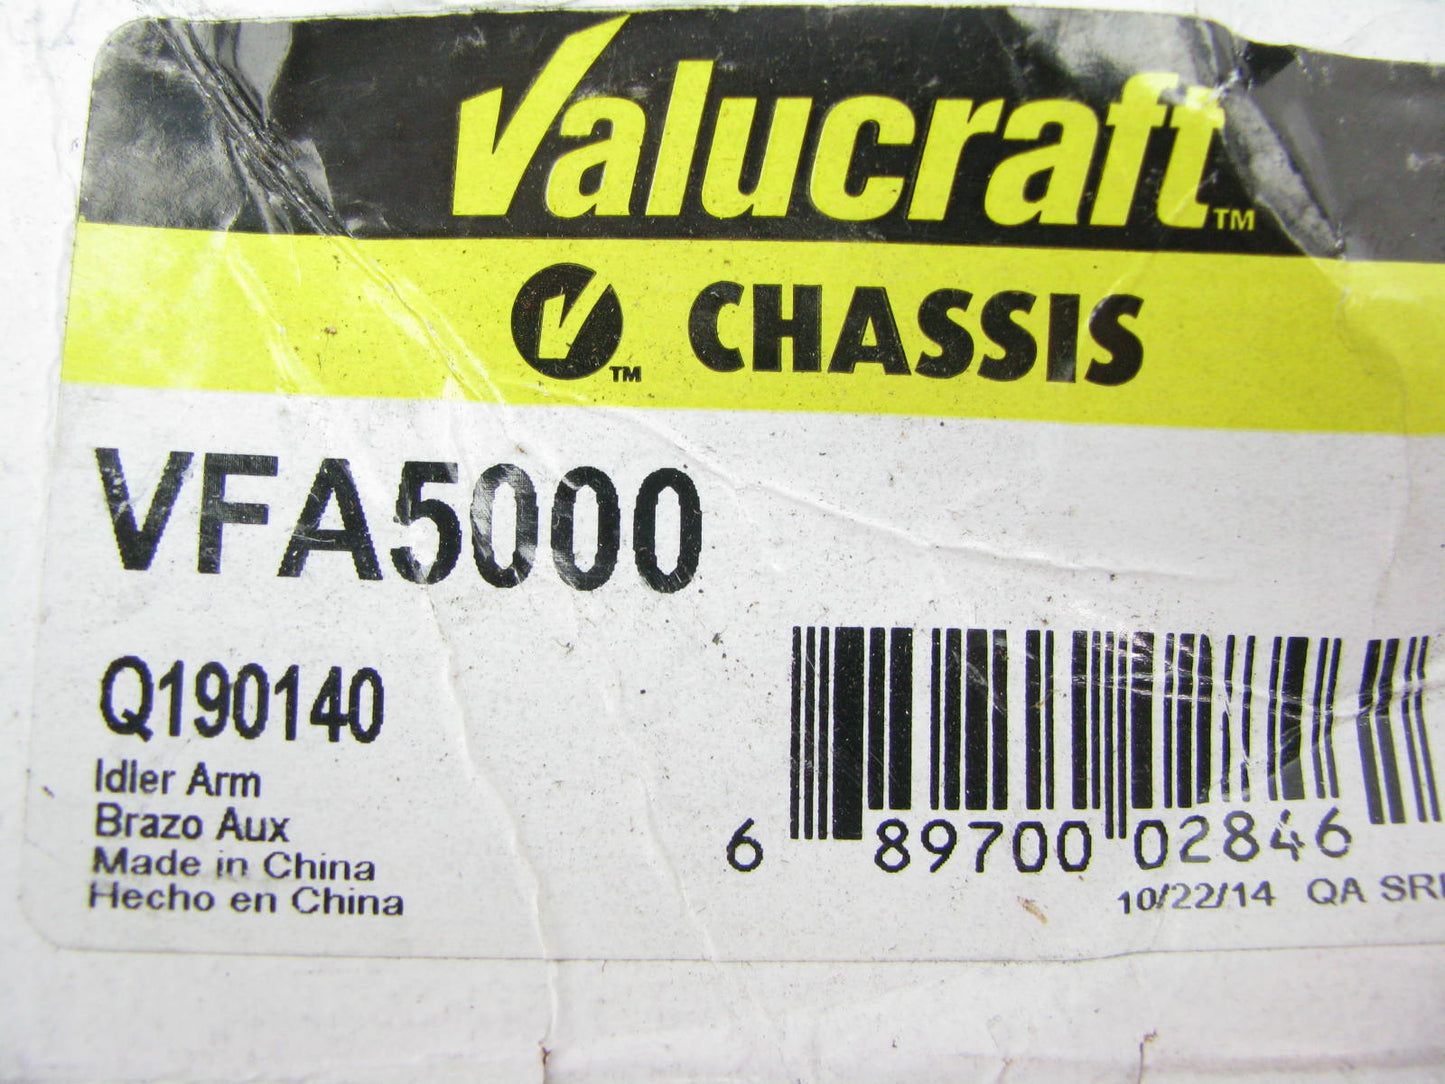 Valucraft™
V™ CHASSIS
VFA5000
Q190140
Idler Arm
Brazo Aux
Made in China
Hecho en China
6 89700 02846
10/22/14 QA